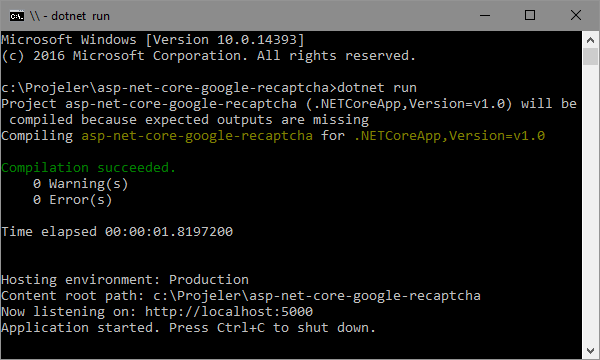 C:\. \\ - dotnet run
Microsoft Windows [Version 10.0.14393]
(c) 2016 Microsoft Corporation. All rights reserved.
c:\Projeler\asp-net-core-google-recaptcha>dotnet run
Project asp-net-core-google-recaptcha (.NETCoreApp,Version=v1.0) will be
compiled because expected outputs are missing
Compiling asp-net-core-google-recaptcha for .NETCoreApp,Version=v1.0
Compilation succeeded.
0 Warning(s)
0 Error(s)
Time elapsed 00:00:01.8197200
Hosting environment: Production
Content root path: c:\Projeler\asp-net-core-google-recaptcha
Now listening on: http://localhost:5000
Application started. Press Ctrl+C to shut down.